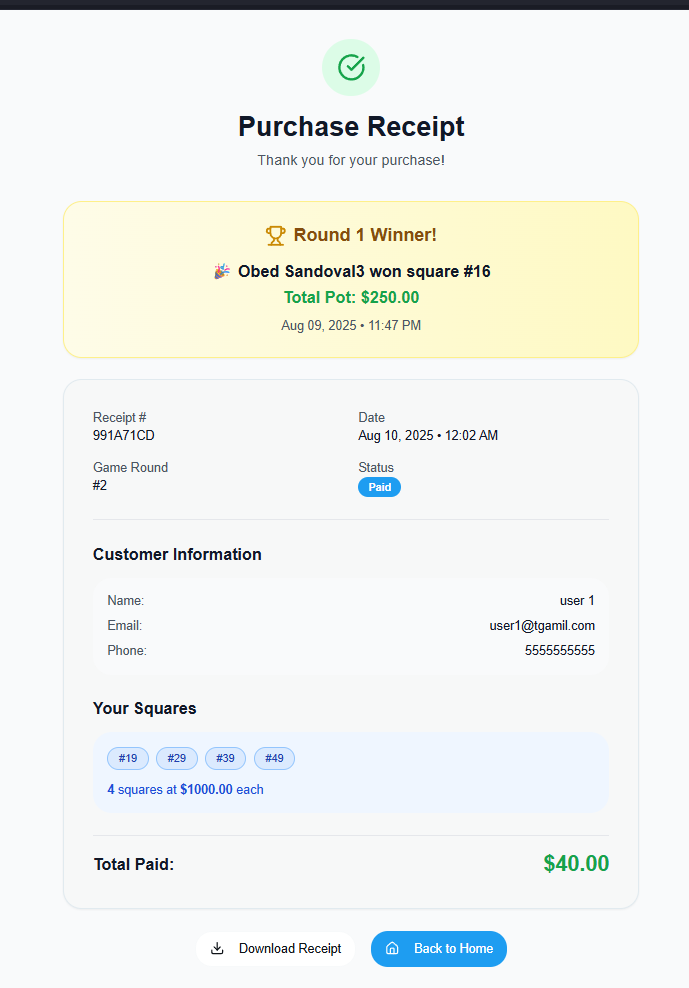 Purchase Receipt
Thank you for your purchase!
Round 1 Winner!
🎉 Obed Sandoval3 won square #16
Total Pot: $250.00
Aug 09, 2025 • 11:47 PM
Receipt #
991A71CD
Date
Aug 10, 2025 • 12:02 AM
Game Round
#2
Status
Paid
Customer Information
Name: user 1
Email: user1@tgamil.com
Phone: 5555555555
Your Squares
#19 #29 #39 #49
4 squares at $1000.00 each
Total Paid: $40.00
Download Receipt Back to Home